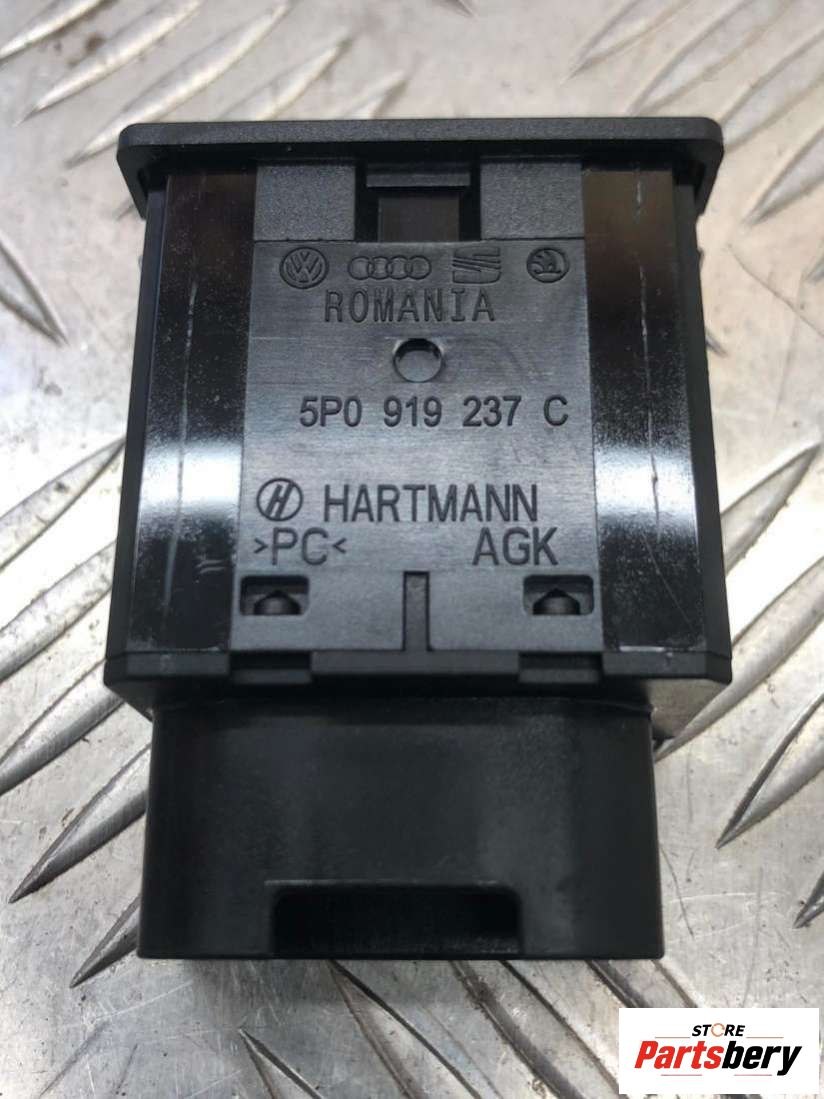 ROMANIA
5P0 919 237 C
H HARTMANN
>PC< AGK
STORE
Partsbery